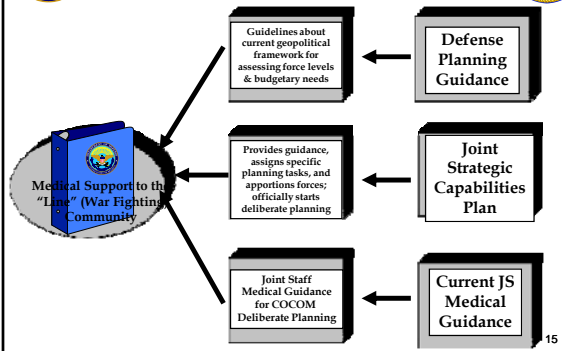 Guidelines about
current geopolitical
framework for
assessing force levels
& budgetary needs
Defense
Planning
Guidance
Medical Support to the
“Line” (War Fighting)
Community
Provides guidance,
assigns specific
planning tasks, and
apportions forces;
officially starts
deliberate planning
Joint
Strategic
Capabilities
Plan
Joint Staff
Medical Guidance
for COCOM
Deliberate Planning
Current JS
Medical
Guidance
15